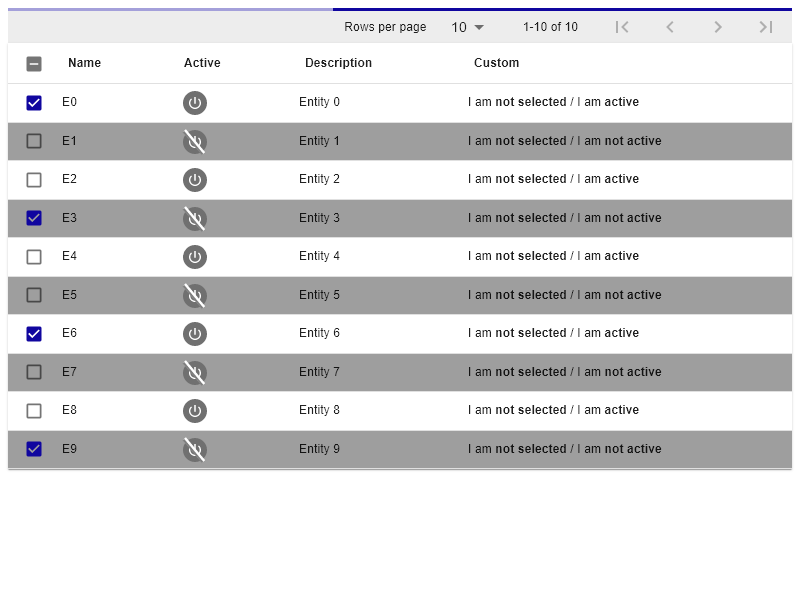 Rows per page 10 1-10 of 10
Name Active Description Custom
E0 Entity 0 I am not selected / I am active
E1 Entity 1 I am not selected / I am not active
E2 Entity 2 I am not selected / I am active
E3 Entity 3 I am not selected / I am not active
E4 Entity 4 I am not selected / I am active
E5 Entity 5 I am not selected / I am not active
E6 Entity 6 I am not selected / I am active
E7 Entity 7 I am not selected / I am not active
E8 Entity 8 I am not selected / I am active
E9 Entity 9 I am not selected / I am not active